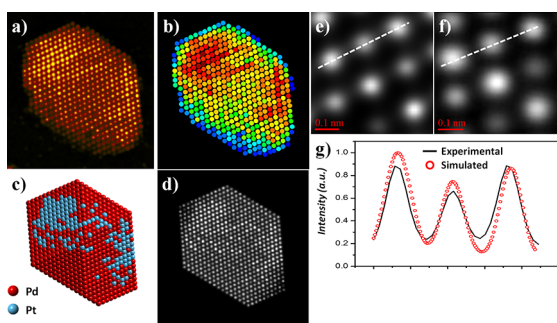 a)
b)
e)
f)
0.1 nm
0.1 nm
c)
Pd
Pt
d)
g)
Experimental
Simulated
Intensity (a.u.)
1.0
0.8
0.6
0.4
0.2
0.0